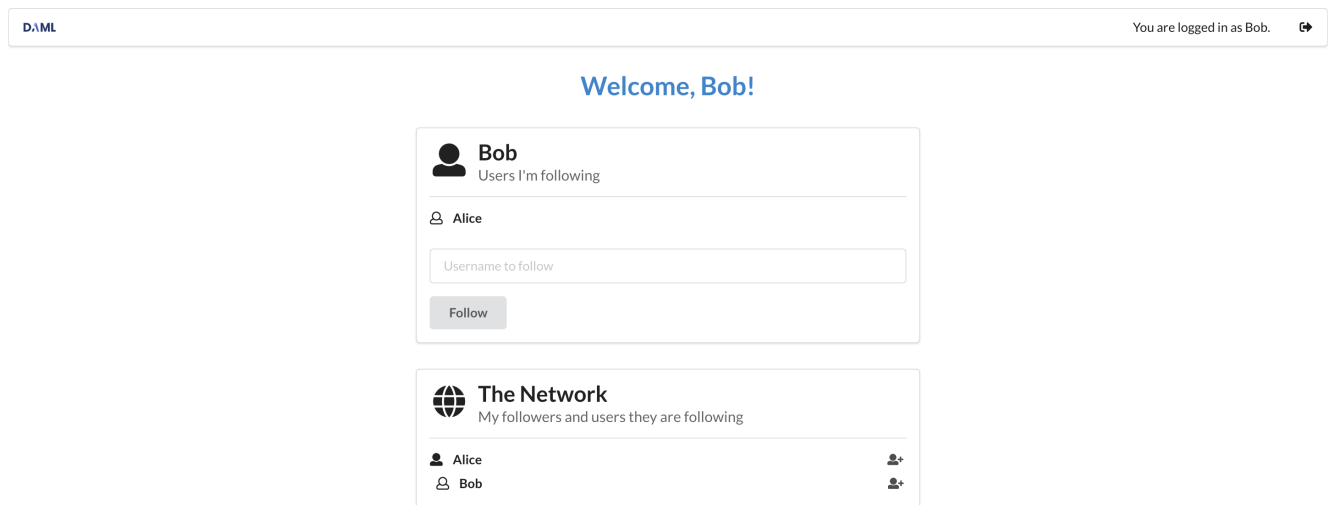 DAML
You are logged in as Bob.
Welcome, Bob!
Bob
Users I'm following
Alice
Username to follow
Follow
The Network
My followers and users they are following
Alice
Bob